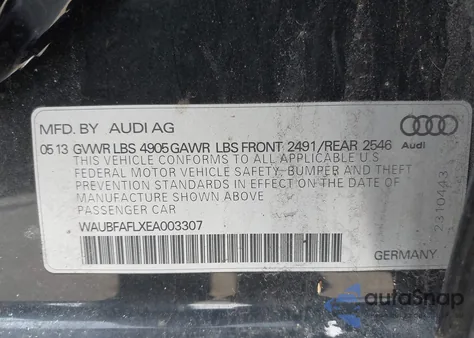 MFD. BY AUDI AG
05 13 GVWR LBS 4905 GAWR LBS FRONT 2491/REAR 2546
Audi
THIS VEHICLE CONFORMS TO ALL APPLICABLE U.S
FEDERAL MOTOR VEHICLE SAFETY, BUMPER AND THEFT
PREVENTION STANDARDS IN EFFECT ON THE DATE OF
MANUFACTURE SHOWN ABOVE
PASSENGER CAR
WAUBFAFLXEA003307
2310443
GERMANY
autoSnap